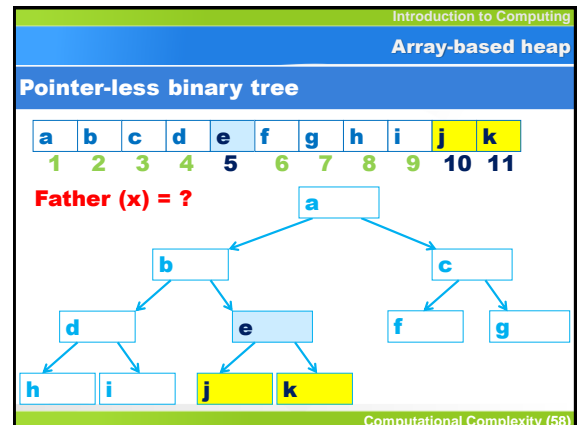 Introduction to Computing
Array-based heap
Pointer-less binary tree
a b c d e f g h i j k
1 2 3 4 5 6 7 8 9 10 11
Father (x) = ?
a
b c
d e f g
h i j k
Computational Complexity (58)